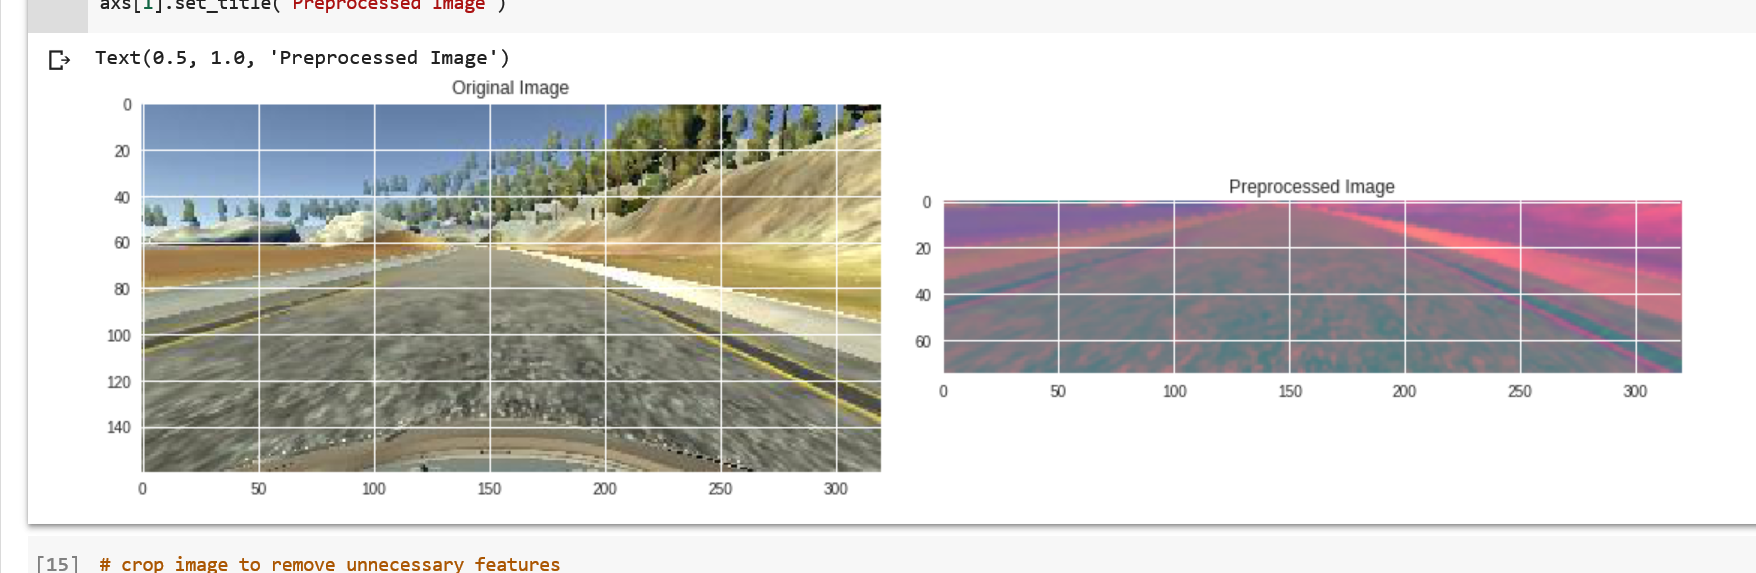 axs[1].set_title('Preprocessed Image')
Text(0.5, 1.0, 'Preprocessed Image')
Original Image
0
20
40
60
80
100
120
140
0 50 100 150 200 250 300
Preprocessed Image
0
20
40
60
0 50 100 150 200 250 300
[15] # crop image to remove unnecessary features